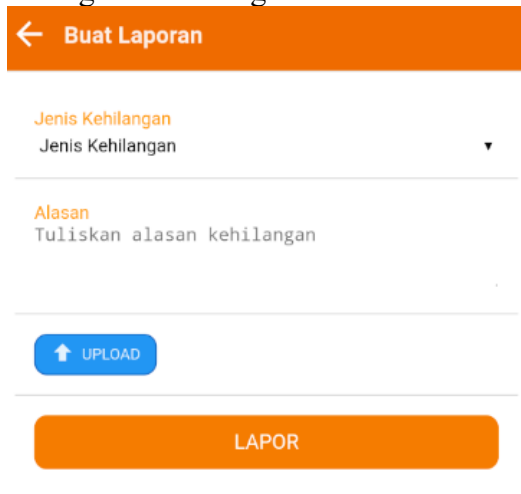 Buat Laporan
Jenis Kehilangan
Jenis Kehilangan
Alasan
Tuliskan alasan kehilangan
UPLOAD
LAPOR